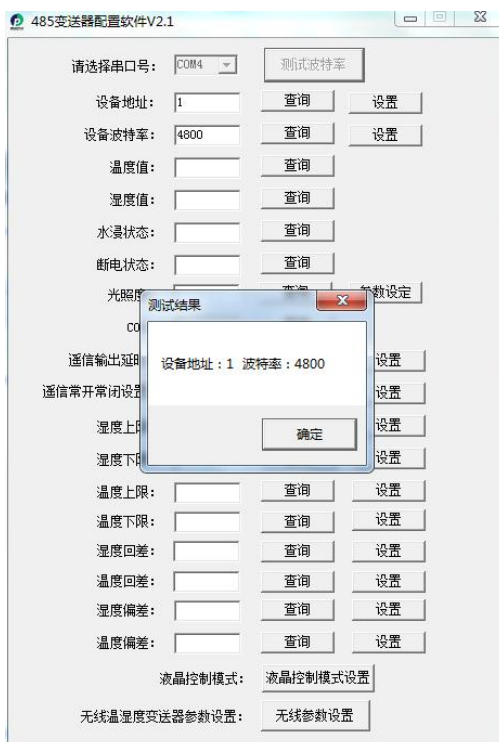 485变送器配置软件V2.1
请选择串口号： COM4 测试波特率
设备地址： 1 查询 设置
设备波特率： 4800 查询 设置
温度值： 查询
湿度值： 查询
水浸状态： 查询
断电状态： 查询
光照度 查询 参数设定
测试结果
CO
设备地址：1 波特率：4800
遥信输出延时 设置
遥信常开常闭设置 设置
确定
湿度上限 设置
湿度下限 设置
温度上限： 查询 设置
温度下限： 查询 设置
湿度回差： 查询 设置
温度回差： 查询 设置
湿度偏差： 查询 设置
温度偏差： 查询 设置
液晶控制模式： 液晶控制模式设置
无线温湿度变送器参数设置： 无线参数设置